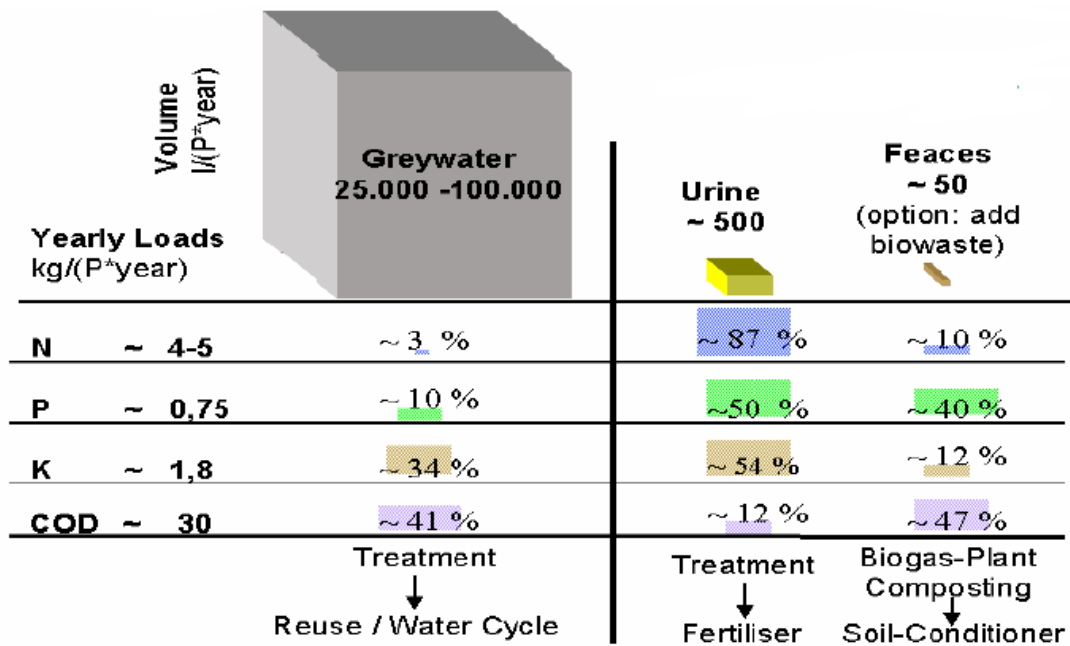 Volume
l/(P*year)
Greywater
25.000 -100.000
Urine
~ 500
Feaces
~ 50
(option: add
biowaste)
Yearly Loads
kg/(P*year)
N ~ 4-5 ~ 3 % ~ 87 % ~ 10 %
P ~ 0,75 ~ 10 % ~50 % ~ 40 %
K ~ 1,8 ~ 34 % ~ 54 % ~ 12 %
COD ~ 30 ~ 41 % ~ 12 % ~ 47 %
Treatment
Reuse / Water Cycle
Treatment
Fertiliser
Biogas-Plant
Composting
Soil-Conditioner